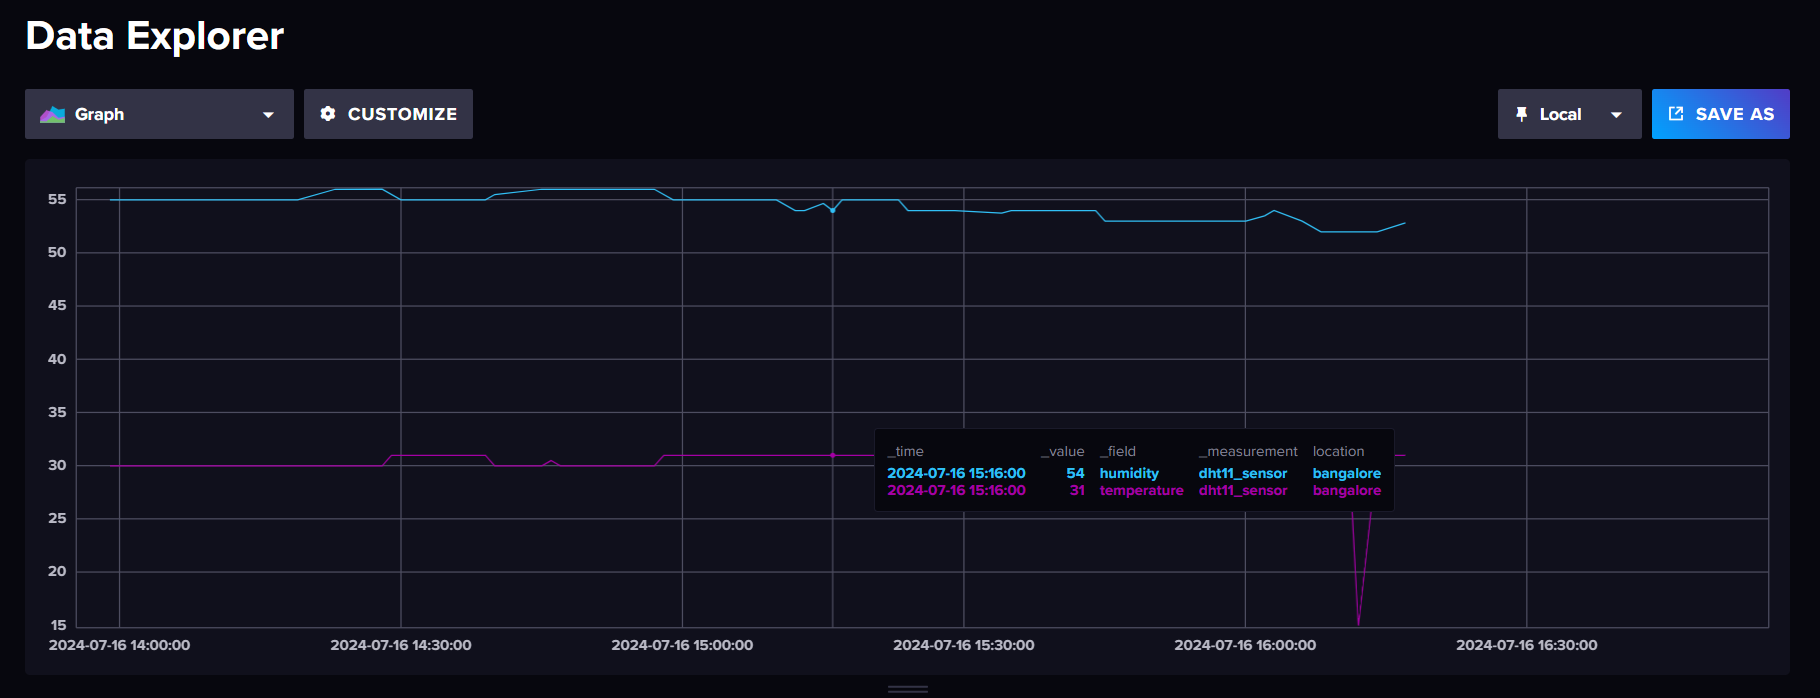 Data Explorer
Graph
CUSTOMIZE
Local
SAVE AS
55
50
45
40
35
30
25
20
15
_time _value _field _measurement location
2024-07-16 15:16:00 54 humidity dht11_sensor bangalore
2024-07-16 15:16:00 31 temperature dht11_sensor bangalore
2024-07-16 14:00:00 2024-07-16 14:30:00 2024-07-16 15:00:00 2024-07-16 15:30:00 2024-07-16 16:00:00 2024-07-16 16:30:00